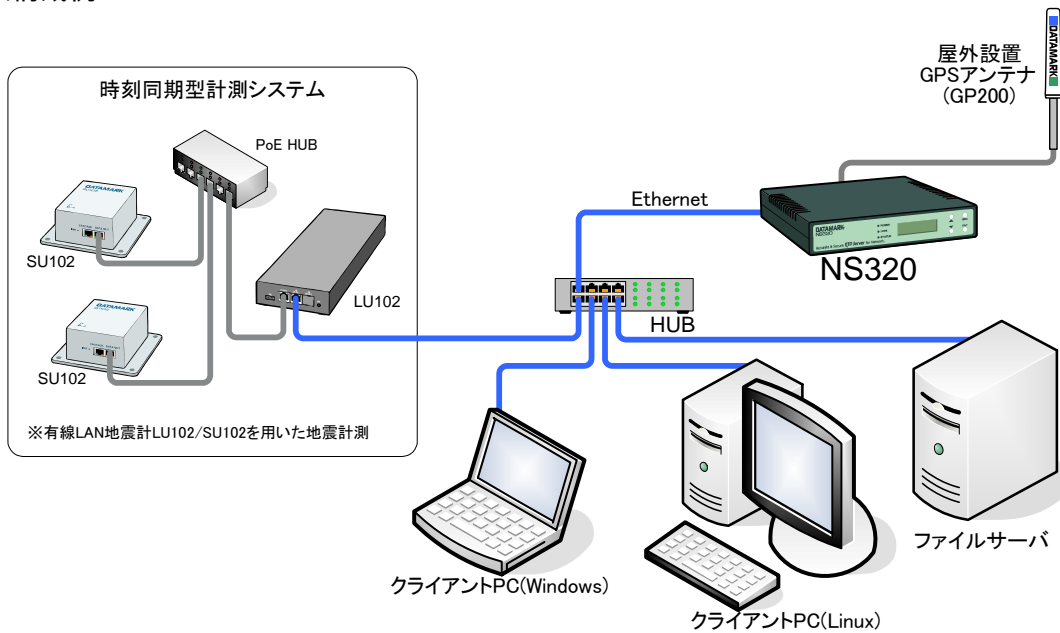 時刻同期型計測システム
PoE HUB
DATAMARK
SU102
DATAMARK
SU102
LU102
※有線LAN地震計LU102/SU102を用いた地震計測
屋外設置
GPSアンテナ
(GP200)
DATAMARK
Ethernet
DATAMARK
NS320
HUB
クライアントPC(Windows)
クライアントPC(Linux)
ファイルサーバ